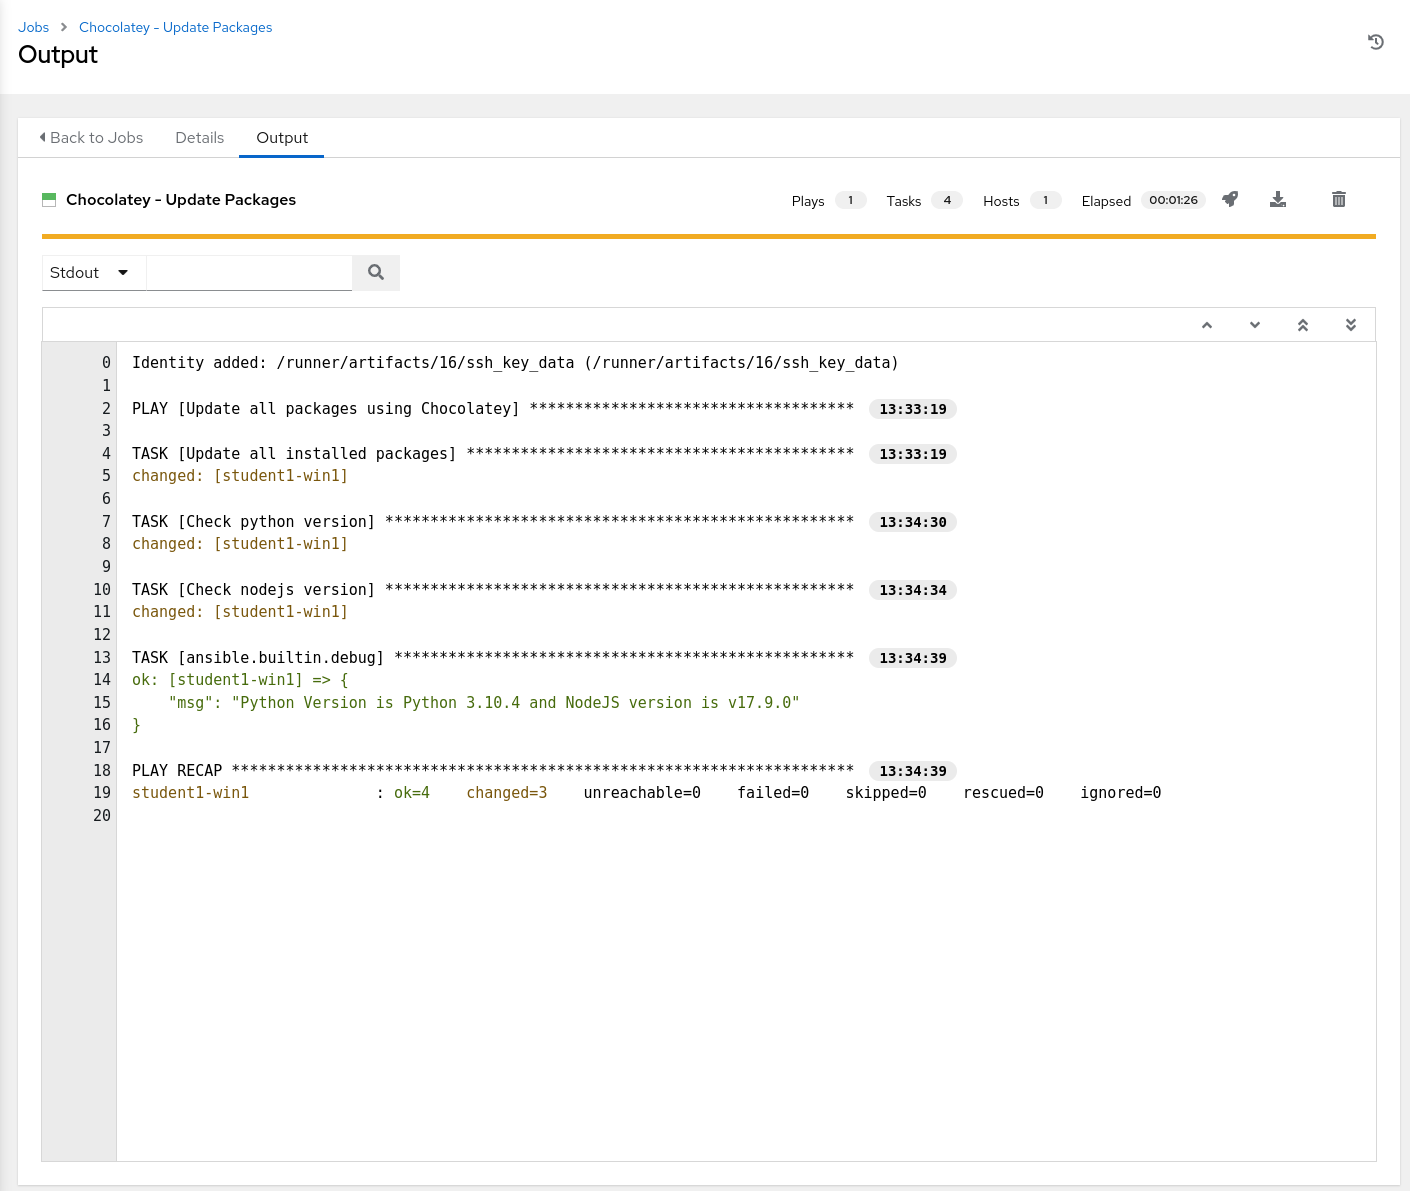 Jobs > Chocolatey - Update Packages
Output
Back to Jobs Details Output
Chocolatey - Update Packages Plays 1 Tasks 4 Hosts 1 Elapsed 00:01:26
Stdout
0 Identity added: /runner/artifacts/16/ssh_key_data (/runner/artifacts/16/ssh_key_data)
1
2 PLAY [Update all packages using Chocolatey] ************************************ 13:33:19
3
4 TASK [Update all installed packages] ******************************************* 13:33:19
5 changed: [student1-win1]
6
7 TASK [Check python version] **************************************************** 13:34:30
8 changed: [student1-win1]
9
10 TASK [Check nodejs version] **************************************************** 13:34:34
11 changed: [student1-win1]
12
13 TASK [ansible.builtin.debug] *************************************************** 13:34:39
14 ok: [student1-win1] => {
15     "msg": "Python Version is Python 3.10.4 and NodeJS version is v17.9.0"
16 }
17
18 PLAY RECAP ********************************************************************* 13:34:39
19 student1-win1              : ok=4    changed=3    unreachable=0    failed=0    skipped=0    rescued=0    ignored=0
20